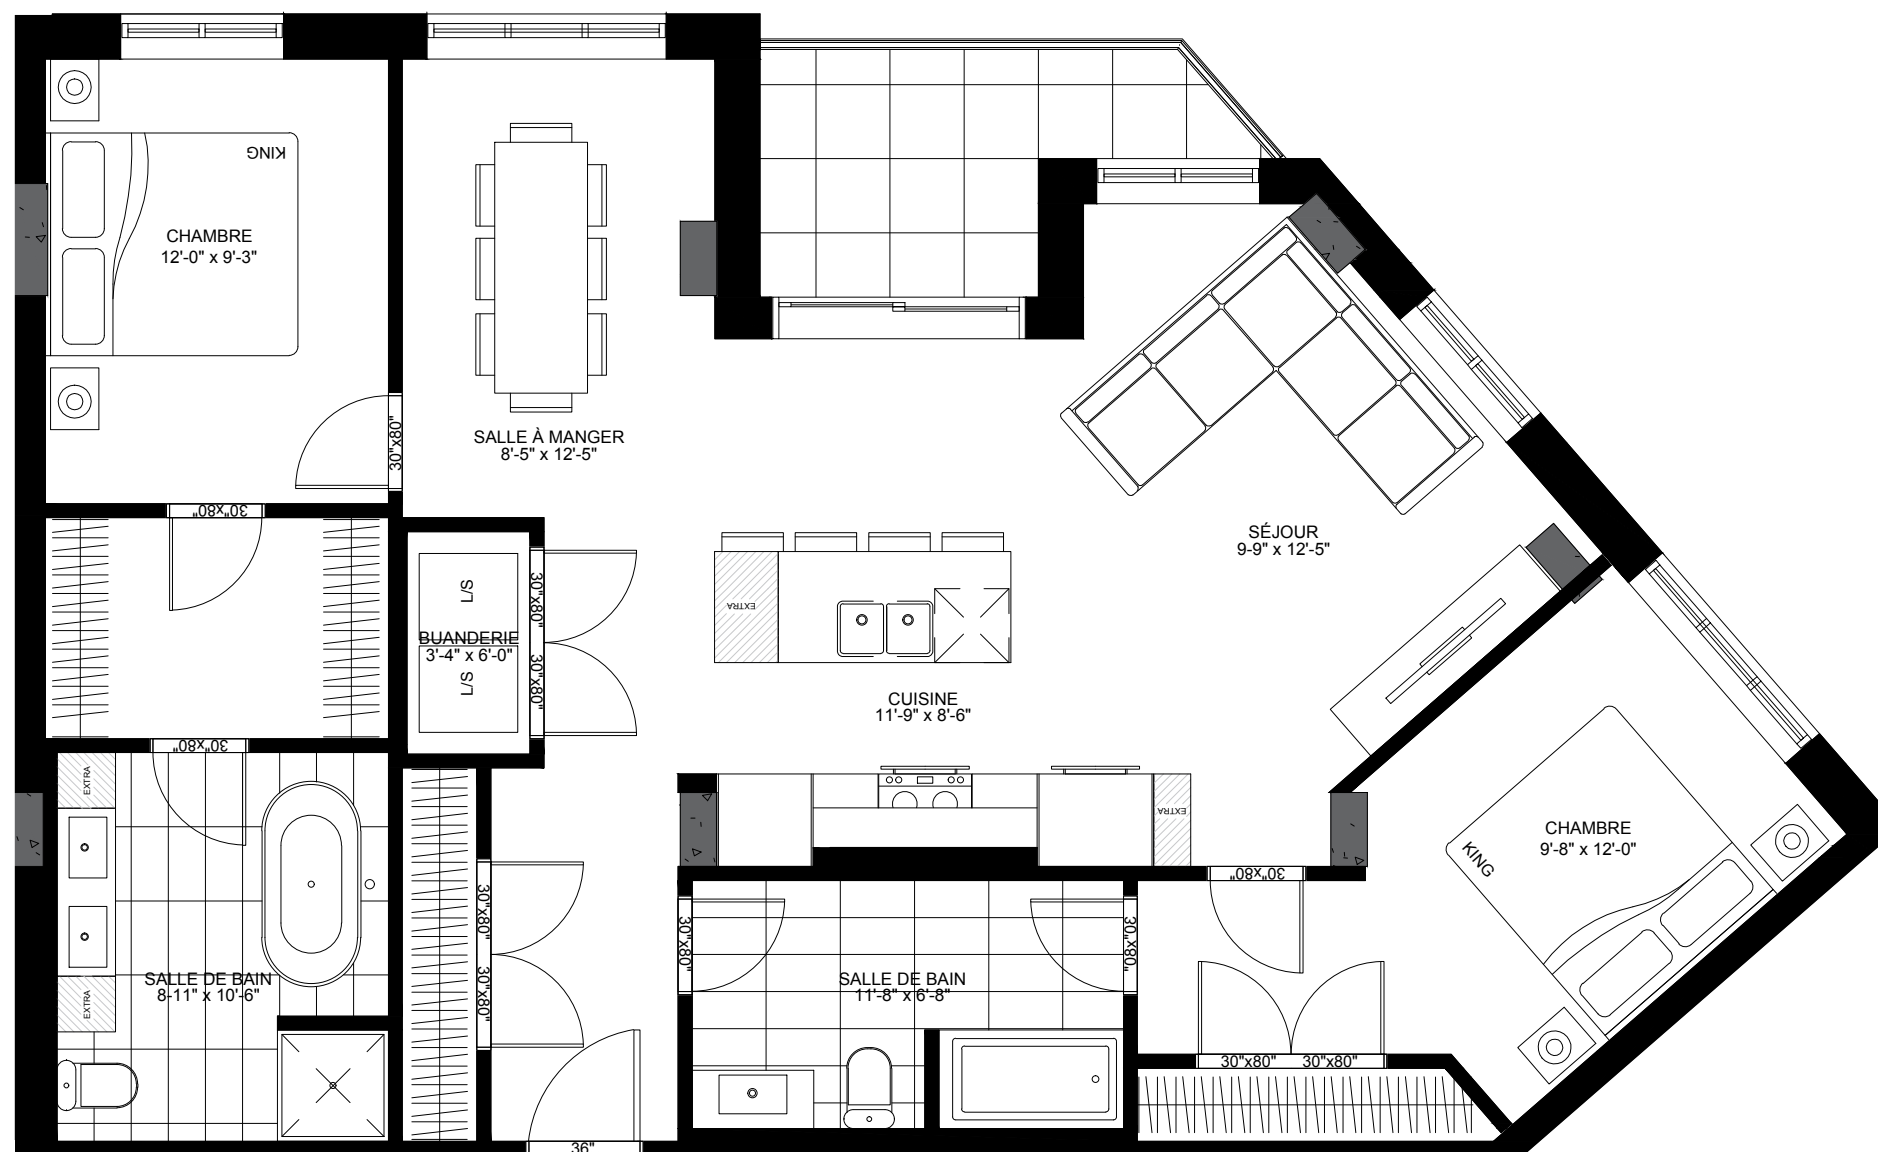 KING
CHAMBRE
12'-0" x 9'-3"
30"x80"
SALLE À MANGER
8'-5" x 12'-5"
30"x80"
SÉJOUR
9-9" x 12'-5"
L/S
BUANDERIE
3'-4" x 6'-0"
L/S
30"x80"
30"x80"
EXTRA
CUISINE
11'-9" x 8'-6"
30"x80"
EXTRA
EXTRA
CHAMBRE
9'-8" x 12'-0"
KING
30"x80"
30"x80"
30"x80"
30"x80"
30"x80"
SALLE DE BAIN
8-11" x 10'-6"
EXTRA
SALLE DE BAIN
11'-8" x 6'-8"
30"x80"
30"x80"
36"